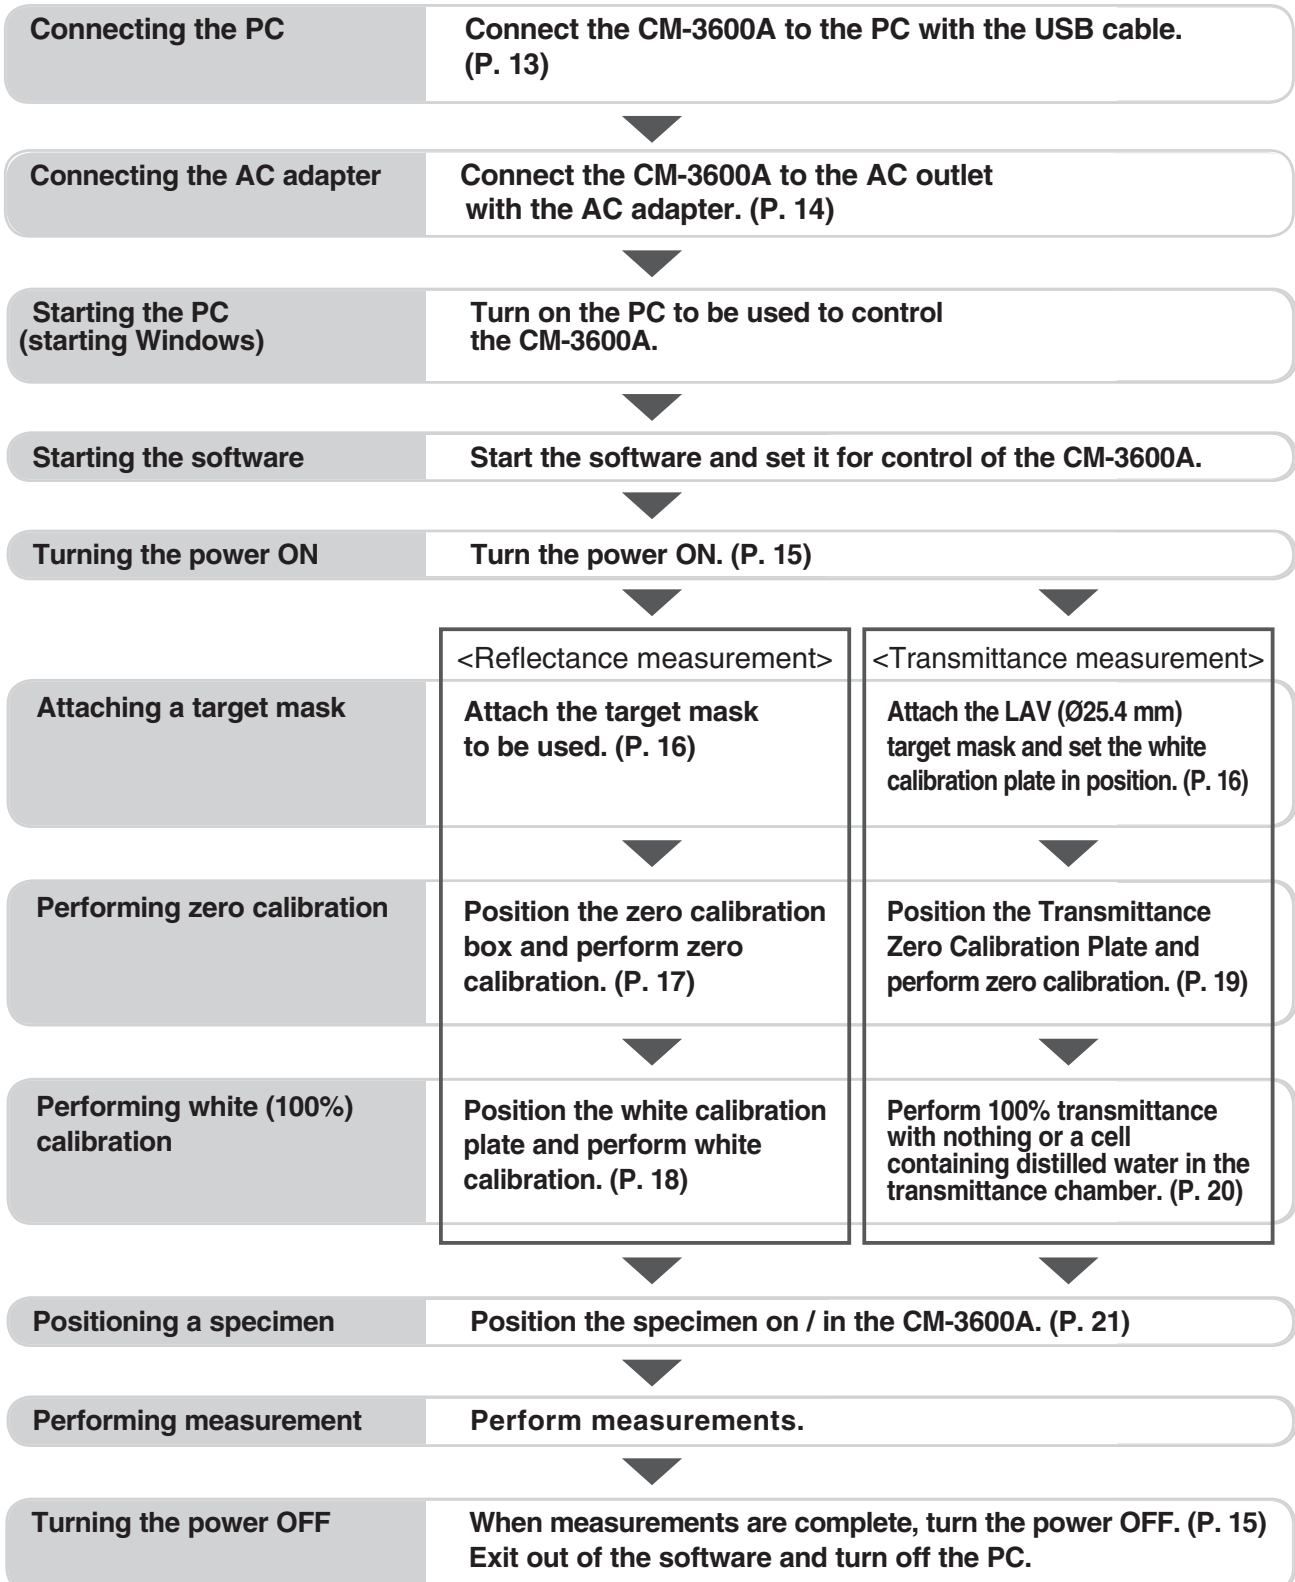 Connecting the PC
Connect the CM-3600A to the PC with the USB cable.
(P. 13)
Connecting the AC adapter
Connect the CM-3600A to the AC outlet
with the AC adapter. (P. 14)
Starting the PC
(starting Windows)
Turn on the PC to be used to control
the CM-3600A.
Starting the software
Start the software and set it for control of the CM-3600A.
Turning the power ON
Turn the power ON. (P. 15)
<Reflectance measurement>
<Transmittance measurement>
Attaching a target mask
Attach the target mask
to be used. (P. 16)
Attach the LAV (Ø25.4 mm)
target mask and set the white
calibration plate in position. (P. 16)
Performing zero calibration
Position the zero calibration
box and perform zero
calibration. (P. 17)
Position the Transmittance
Zero Calibration Plate and
perform zero calibration. (P. 19)
Performing white (100%)
calibration
Position the white calibration
plate and perform white
calibration. (P. 18)
Perform 100% transmittance
with nothing or a cell
containing distilled water in the
transmittance chamber. (P. 20)
Positioning a specimen
Position the specimen on / in the CM-3600A. (P. 21)
Performing measurement
Perform measurements.
Turning the power OFF
When measurements are complete, turn the power OFF. (P. 15)
Exit out of the software and turn off the PC.